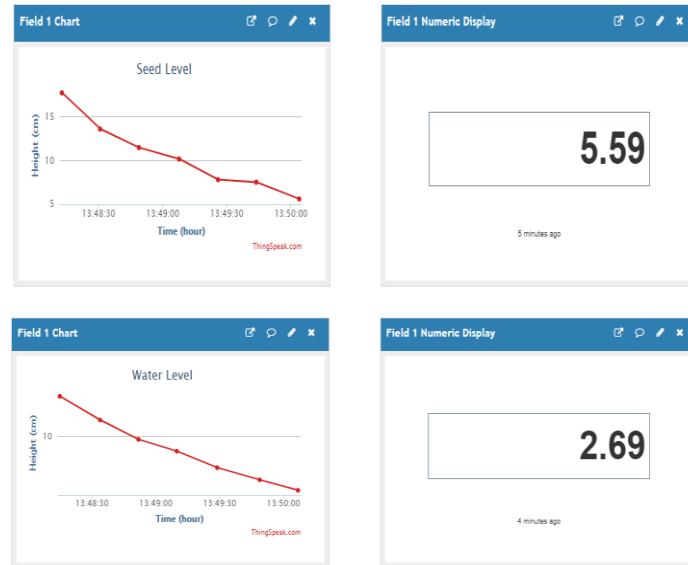 Field 1 Chart
Seed Level
Height (cm)
15
10
5
13:48:30 13:49:00 13:49:30 13:50:00
Time (hour)
ThingSpeak.com
Field 1 Numeric Display
5.59
5 minutes ago
Field 1 Chart
Water Level
Height (cm)
10
13:48:30 13:49:00 13:49:30 13:50:00
Time (hour)
ThingSpeak.com
Field 1 Numeric Display
2.69
4 minutes ago